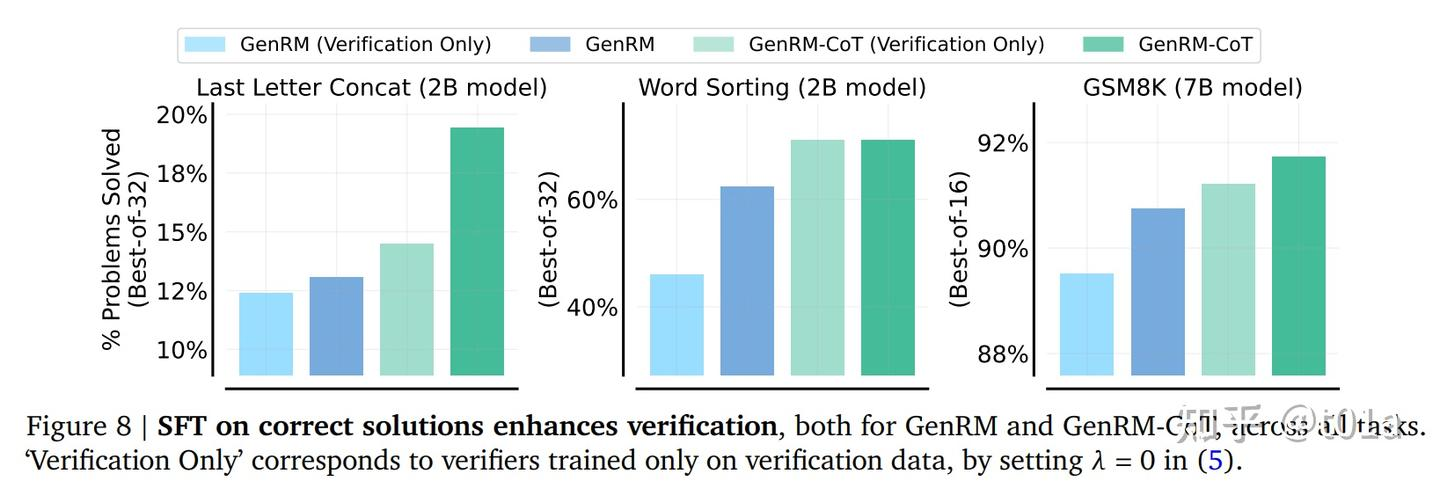 GenRM (Verification Only) GenRM GenRM-CoT (Verification Only) GenRM-CoT
Last Letter Concat (2B model) Word Sorting (2B model) GSM8K (7B model)
% Problems Solved
(Best-of-32)
20%
18%
15%
12%
10%
(Best-of-32)
60%
40%
(Best-of-16)
92%
90%
88%
Figure 8 | SFT on correct solutions enhances verification, both for GenRM and GenRM-CoT, across all tasks.
‘Verification Only’ corresponds to verifiers trained only on verification data, by setting λ = 0 in (5).
知乎 @t01a